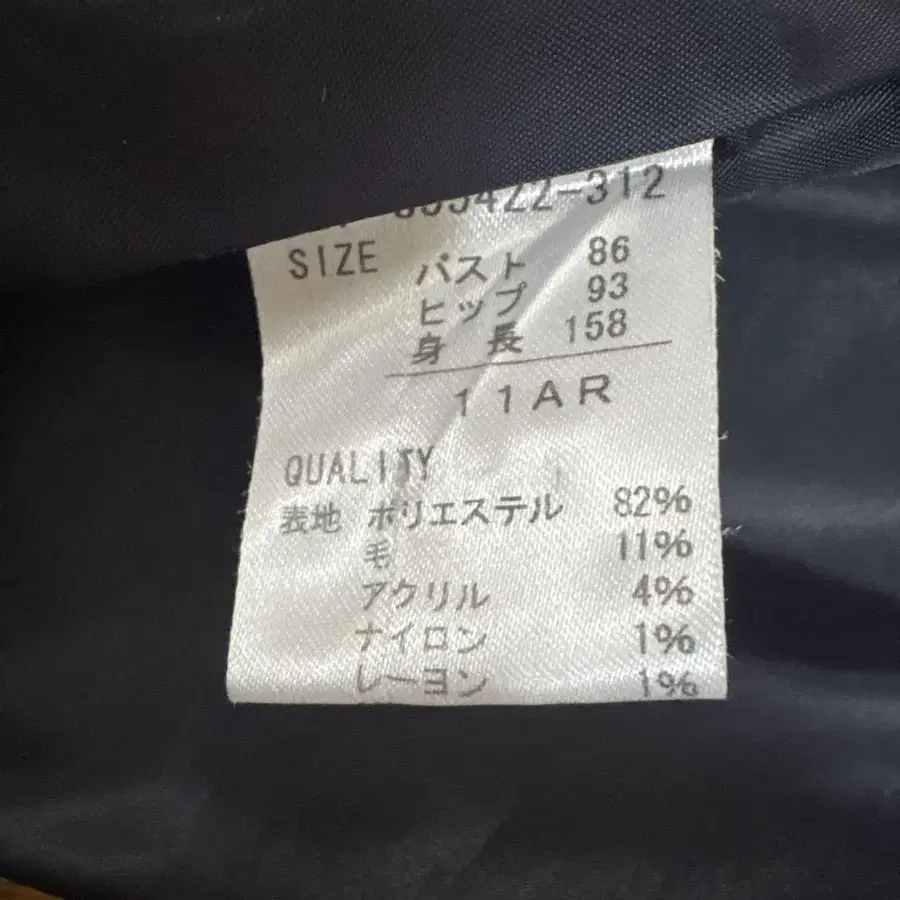 422-312
SIZE バスト 86
ヒップ 93
身長 158
11AR
QUALITY
表地 ポリエステル 82%
毛 11%
アクリル 4%
ナイロン 1%
レーヨン 1%